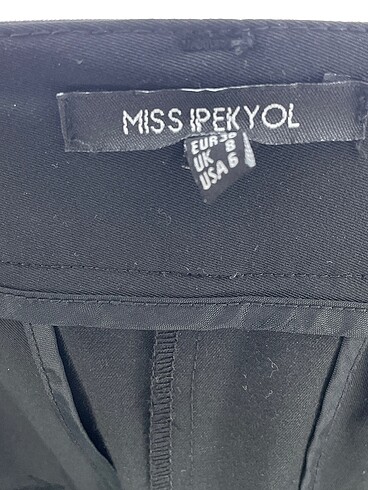 MISS IPEKYOL
EUR 36
UK 8
USA 6